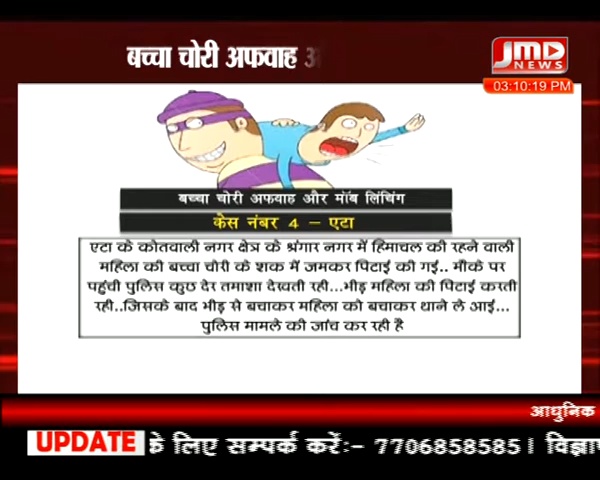 बच्चा चोरी अफवाह
JMD
NEWS
03:10:19 PM
बच्चा चोरी अफवाह और मॉब लिंचिंग
केस नंबर 4 – एटा
एटा के कोतवाली नगर क्षेत्र के श्रंगार नगर में हिमाचल की रहने वाली
महिला की बच्चा चोरी के शक में जमकर पिटाई की गई.. मौके पर
पहुंची पुलिस कुछ देर तमाशा देखती रही...भीड़ महिला की पिटाई करती
रही..जिसके बाद भीड़ से बचाकर महिला को बचाकर थाने ले आई...
पुलिस मामले की जांच कर रही है
आधुनिक
UPDATE के लिए सम्पर्क करेंः- 7706858585। विज्ञाप